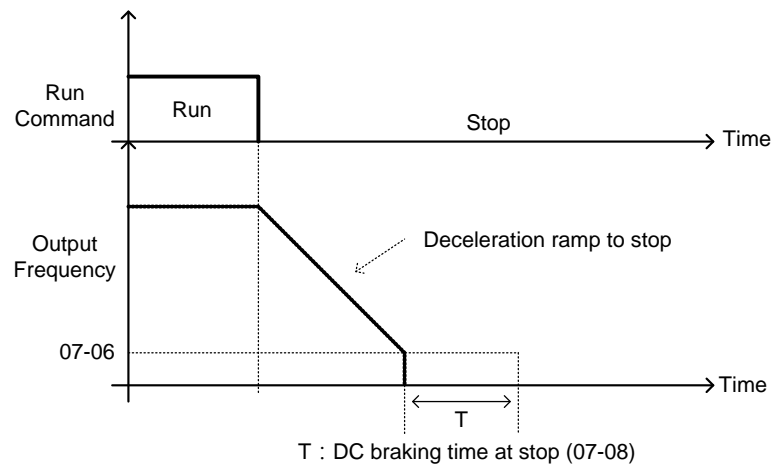 Run
Command
Run
Stop
Time
Output
Frequency
Deceleration ramp to stop
07-06
Time
T
T : DC braking time at stop (07-08)